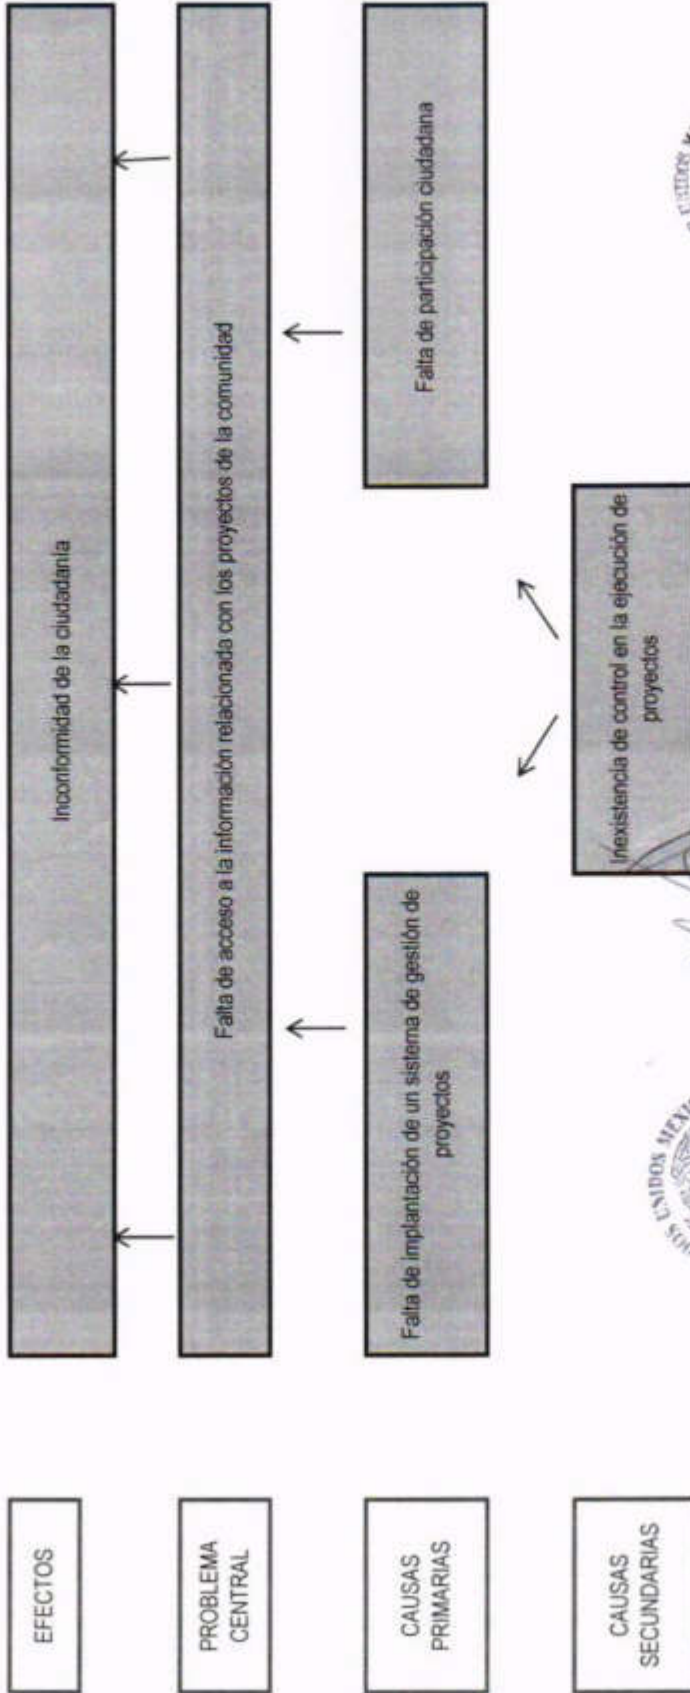 EFECTOS
Inconformidad de la ciudadanía
PROBLEMA
CENTRAL
Falta de acceso a la información relacionada con los proyectos de la comunidad
CAUSAS
PRIMARIAS
Falta de implantación de un sistema de gestión de
proyectos
Falta de participación ciudadana
CAUSAS
SECUNDARIAS
Inexistencia de control en la ejecución de
proyectos
UNIDOS
UNIDOS